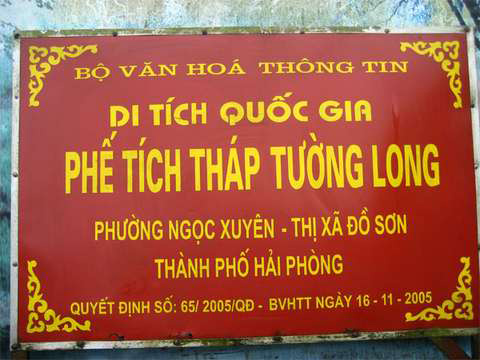 BỘ VĂN HOÁ THÔNG TIN
DI TÍCH QUỐC GIA
PHẾ TÍCH THÁP TƯỜNG LONG
PHƯỜNG NGỌC XUYÊN - THỊ XÃ ĐỒ SƠN
THÀNH PHỐ HẢI PHÒNG
QUYẾT ĐỊNH SỐ: 65/ 2005/QĐ - BVHTT NGÀY 16 - 11 - 2005